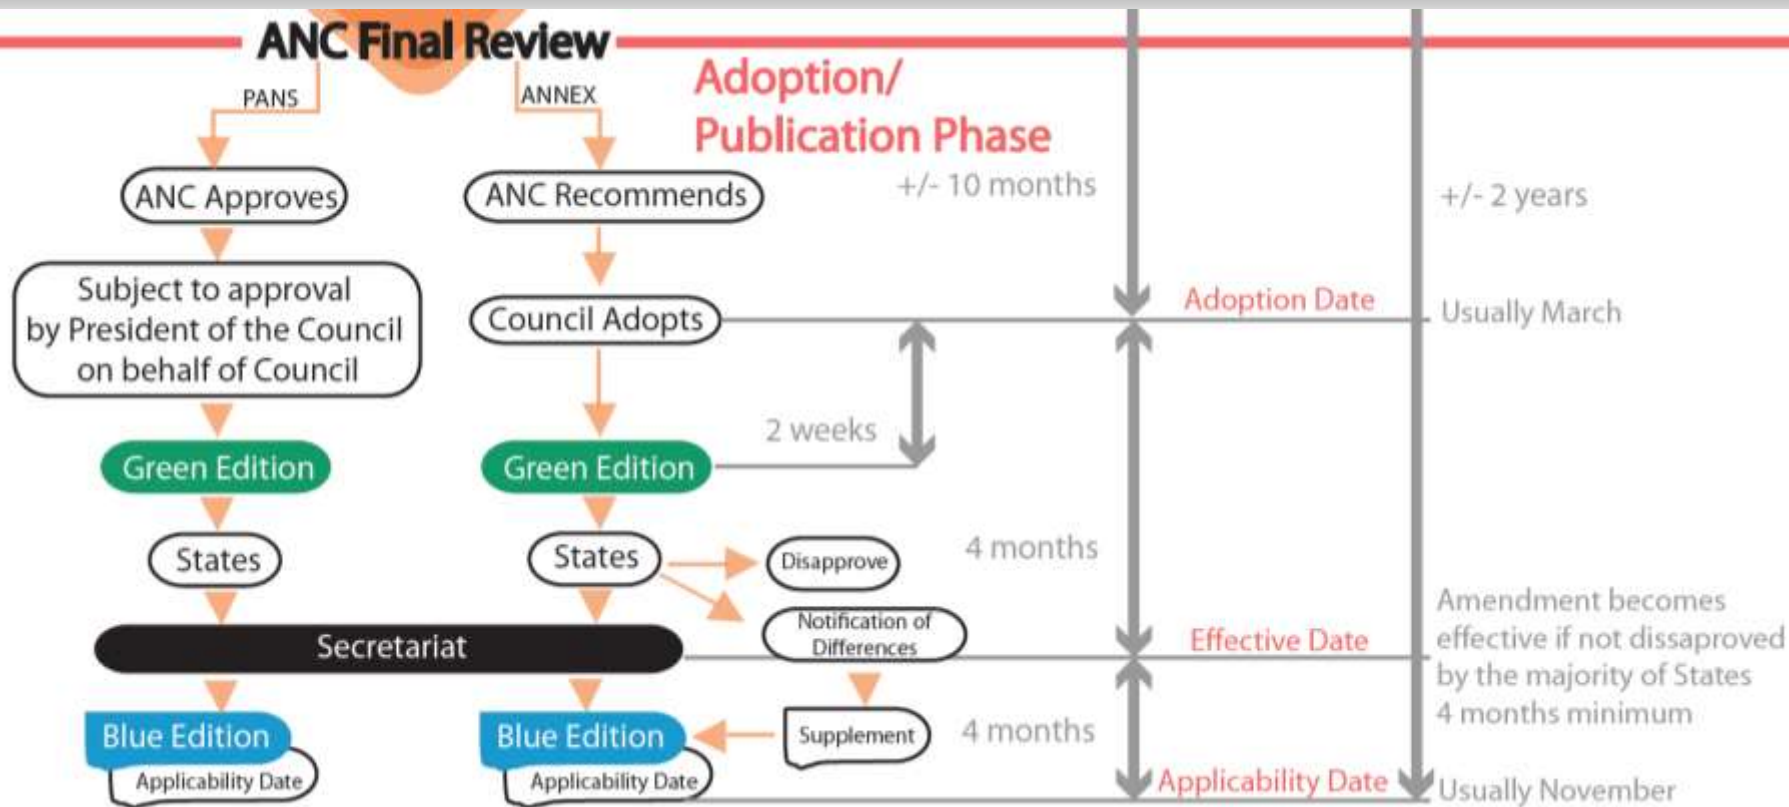 ANC Final Review
Adoption/
Publication Phase
PANS
ANNEX
ANC Approves
ANC Recommends
+/- 10 months
+/- 2 years
Subject to approval
by President of the Council
on behalf of Council
Council Adopts
Adoption Date
Usually March
2 weeks
Green Edition
Green Edition
States
States
Disapprove
4 months
Notification of
Differences
Secretariat
Effective Date
Amendment becomes
effective if not dissaproved
by the majority of States
4 months minimum
Blue Edition
Blue Edition
Supplement
4 months
Applicability Date
Applicability Date
Applicability Date
Usually November